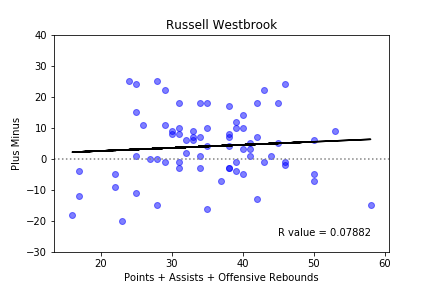 Russell Westbrook
40
30
20
10
0
−10
−20
−30
Plus Minus
R value = 0.07882
20 30 40 50 60
Points + Assists + Offensive Rebounds